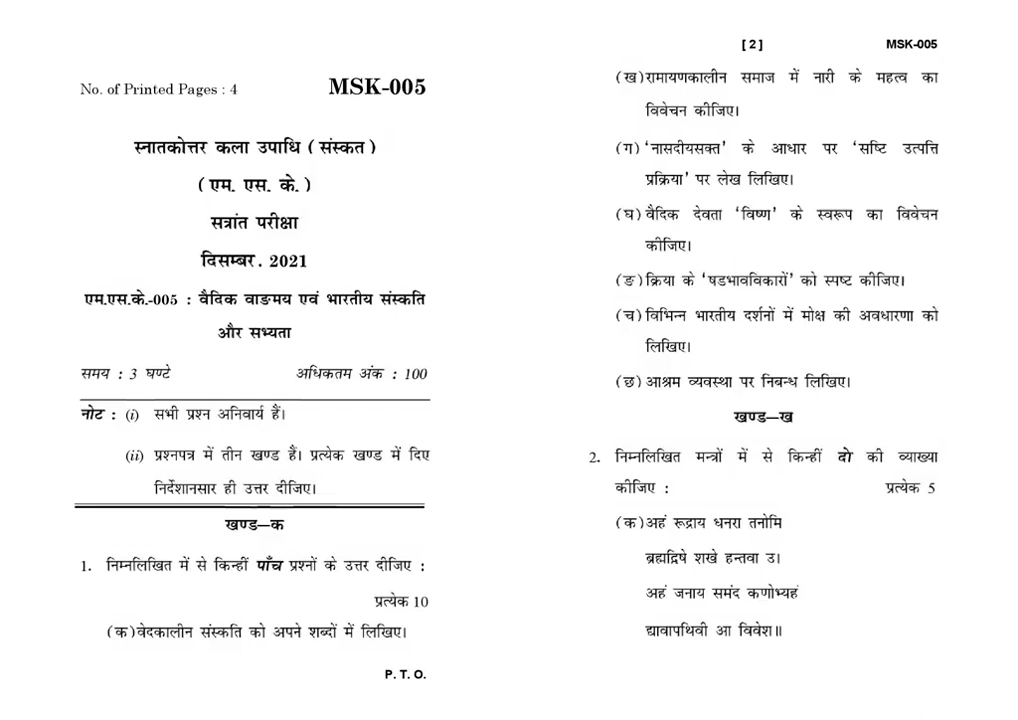 No. of Printed Pages : 4 MSK-005
स्नातकोत्तर कला उपाधि ( संस्कत )
( एम. एस. के. )
सत्रांत परीक्षा
दिसम्बर. 2021
एम.एस.के.-005 : वैदिक वाङमय एवं भारतीय संस्कति
और सभ्यता
समय : 3 घण्टे अधिकतम अंक : 100
नोट : (i) सभी प्रश्न अनिवार्य हैं।
(ii) प्रश्नपत्र में तीन खण्ड हैं। प्रत्येक खण्ड में दिए
निर्देशानसार ही उत्तर दीजिए।
खण्ड—क
1. निम्नलिखित में से किन्हीं पाँच प्रश्नों के उत्तर दीजिए :
प्रत्येक 10
(क) वेदकालीन संस्कति को अपने शब्दों में लिखिए।
P. T. O.
[ 2 ] MSK-005
(ख) रामायणकालीन समाज में नारी के महत्व का
विवेचन कीजिए।
(ग) ‘नासदीयसक्त’ के आधार पर ‘सष्टि उत्पत्ति
प्रक्रिया’ पर लेख लिखिए।
(घ) वैदिक देवता ‘विष्ण’ के स्वरूप का विवेचन
कीजिए।
(ङ) क्रिया के ‘षडभावविकारों’ को स्पष्ट कीजिए।
(च) विभिन्न भारतीय दर्शनों में मोक्ष की अवधारणा को
लिखिए।
(छ) आश्रम व्यवस्था पर निबन्ध लिखिए।
खण्ड—ख
2. निम्नलिखित मन्त्रों में से किन्हीं दो की व्याख्या
कीजिए : प्रत्येक 5
(क) अहं रूद्राय धनरा तनोमि
ब्रह्मद्विषे शखे हन्तवा उ।
अहं जनाय समंद कणोभ्यहं
द्यावापथिवी आ विवेश॥